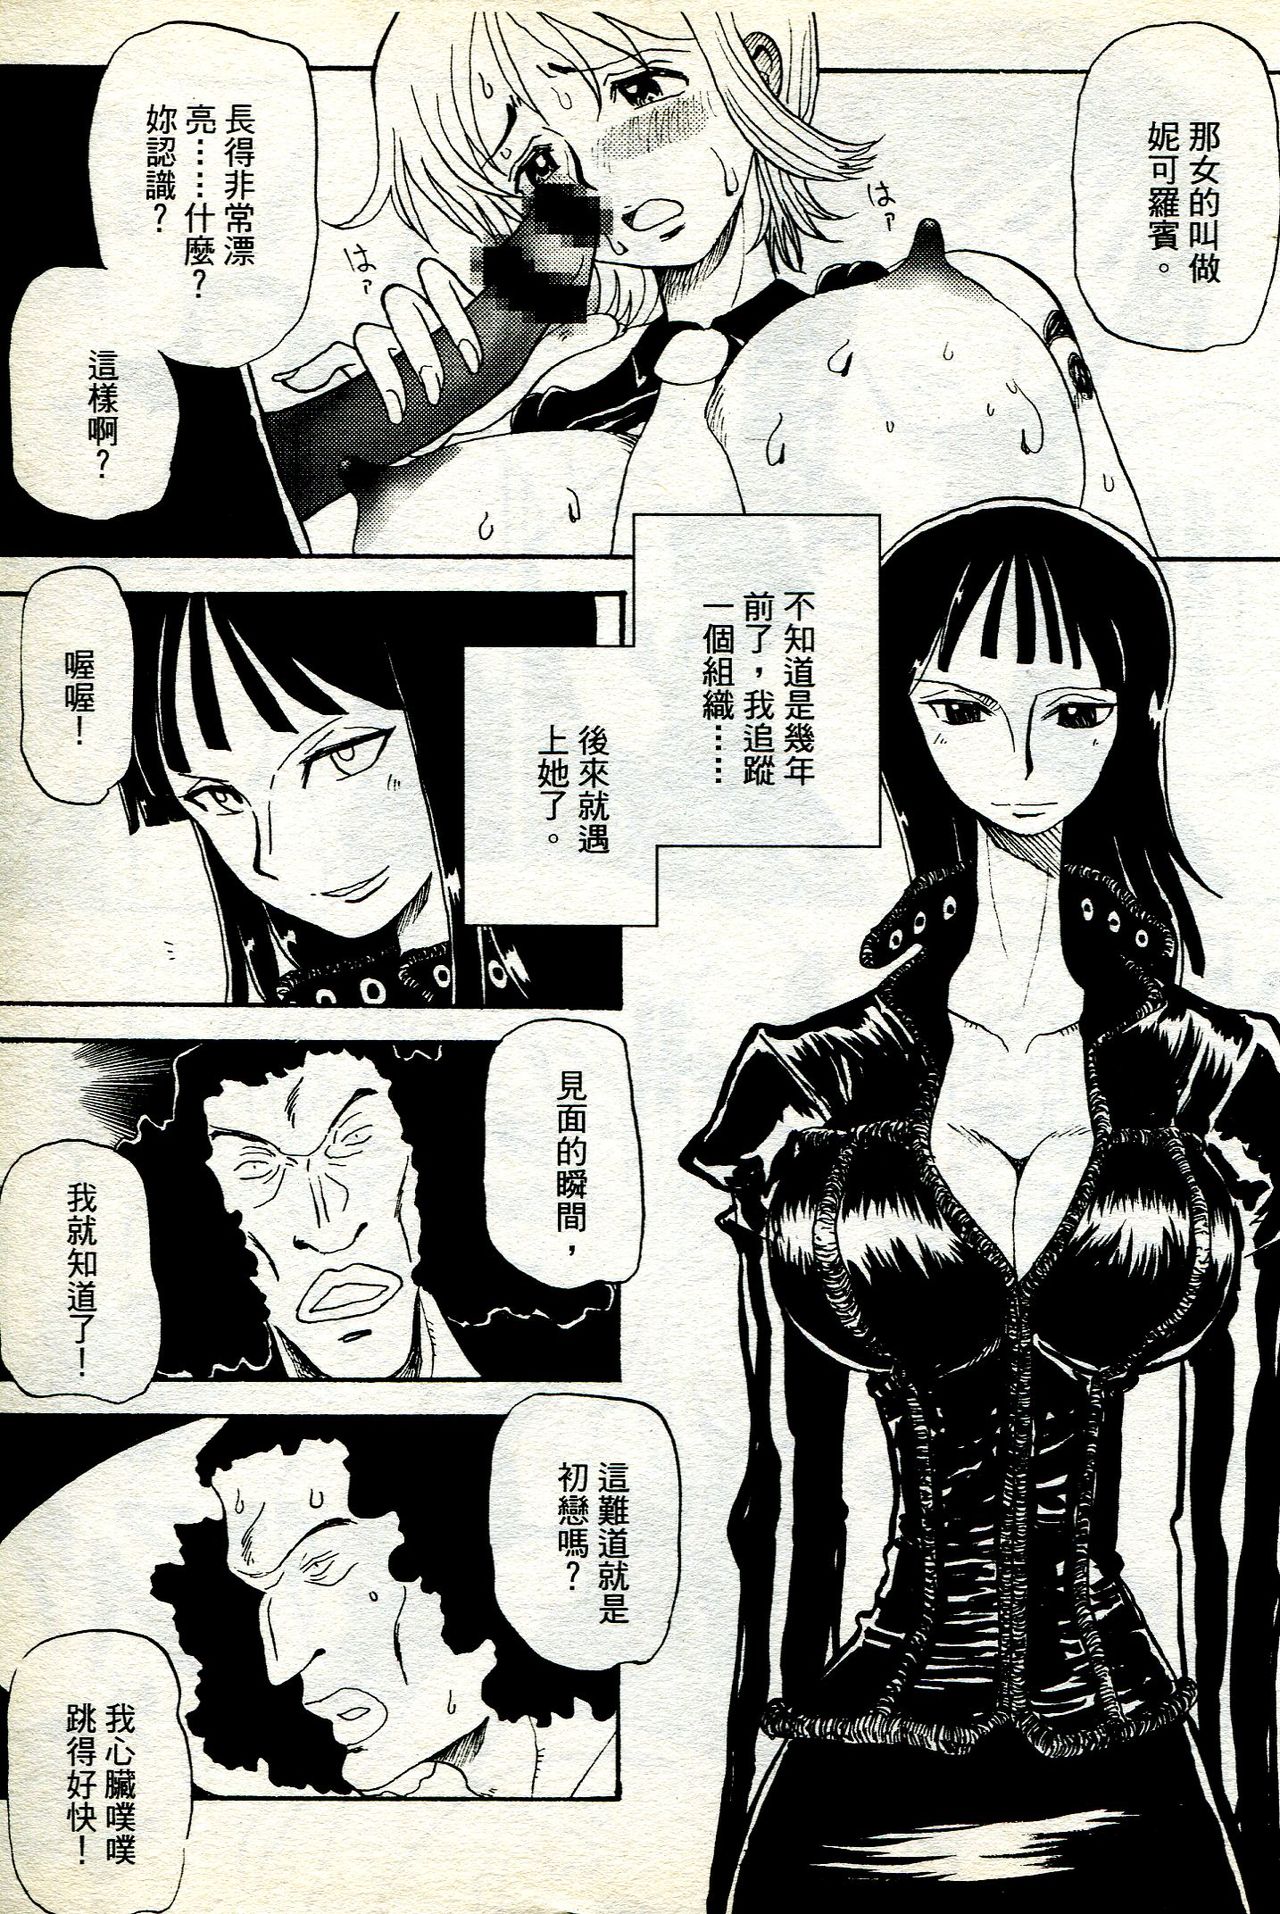 那女的叫做
妮可羅賓。
長得非常漂
亮……什麼？
妳認識？
這樣啊？
はァ
はァ
不知道是幾年
前了，我追蹤
一個組織……
後來就遇
上她了。
喔喔！
見面的瞬間，
我就知道了！
這難道就是
初戀嗎？
我心臟噗噗
跳得好快！